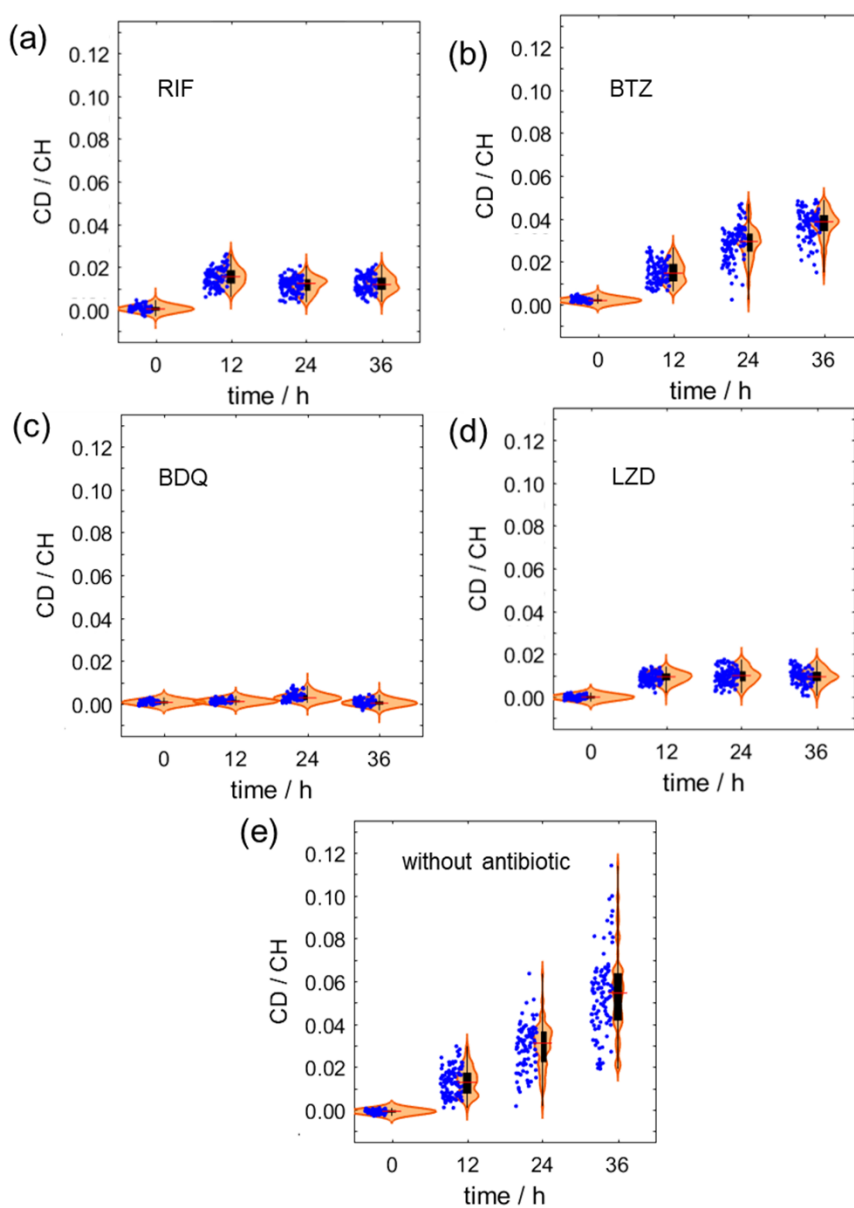 (a)
RIF
CD / CH
0.12
0.10
0.08
0.06
0.04
0.02
0.00
0 12 24 36
time / h
(b)
BTZ
CD / CH
0.12
0.10
0.08
0.06
0.04
0.02
0.00
0 12 24 36
time / h
(c)
BDQ
CD / CH
0.12
0.10
0.08
0.06
0.04
0.02
0.00
0 12 24 36
time / h
(d)
LZD
CD / CH
0.12
0.10
0.08
0.06
0.04
0.02
0.00
0 12 24 36
time / h
(e)
without antibiotic
CD / CH
0.12
0.10
0.08
0.06
0.04
0.02
0.00
0 12 24 36
time / h